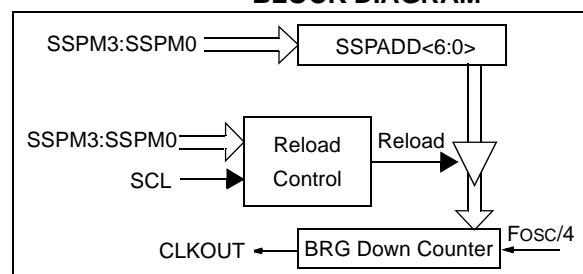 BLOCK DIAGRAM
SSPM3:SSPM0
SSPADD<6:0>
SSPM3:SSPM0
SCL
Reload
Control
Reload
CLKOUT
BRG Down Counter
FOSC/4